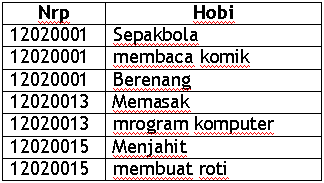 Nrp Hobi
12020001 Sepakbola
12020001 membaca komik
12020001 Berenang
12020013 Memasak
12020013 mrogram komputer
12020015 Menjahit
12020015 membuat roti